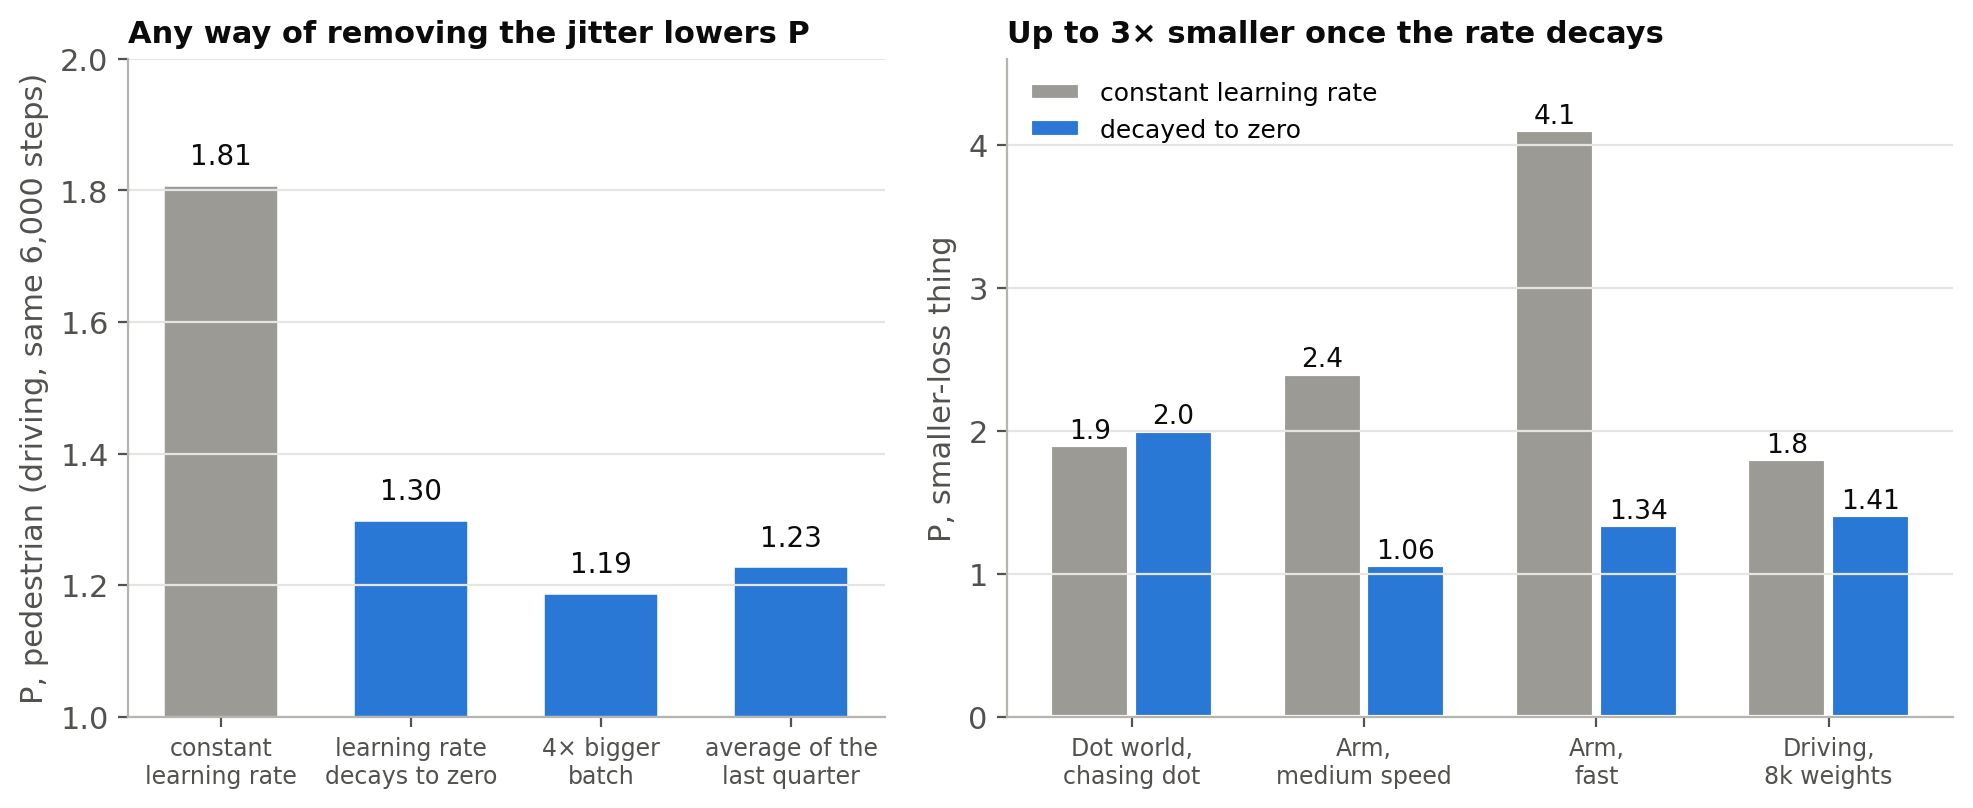 Any way of removing the jitter lowers P
P, pedestrian (driving, same 6,000 steps)
2.0
1.8
1.6
1.4
1.2
1.0
1.81
1.30
1.19
1.23
constant
learning rate
learning rate
decays to zero
4× bigger
batch
average of the
last quarter
Up to 3× smaller once the rate decays
constant learning rate
decayed to zero
P, smaller-loss thing
4
3
2
1
0
1.9
2.0
2.4
1.06
4.1
1.34
1.8
1.41
Dot world,
chasing dot
Arm,
medium speed
Arm,
fast
Driving,
8k weights